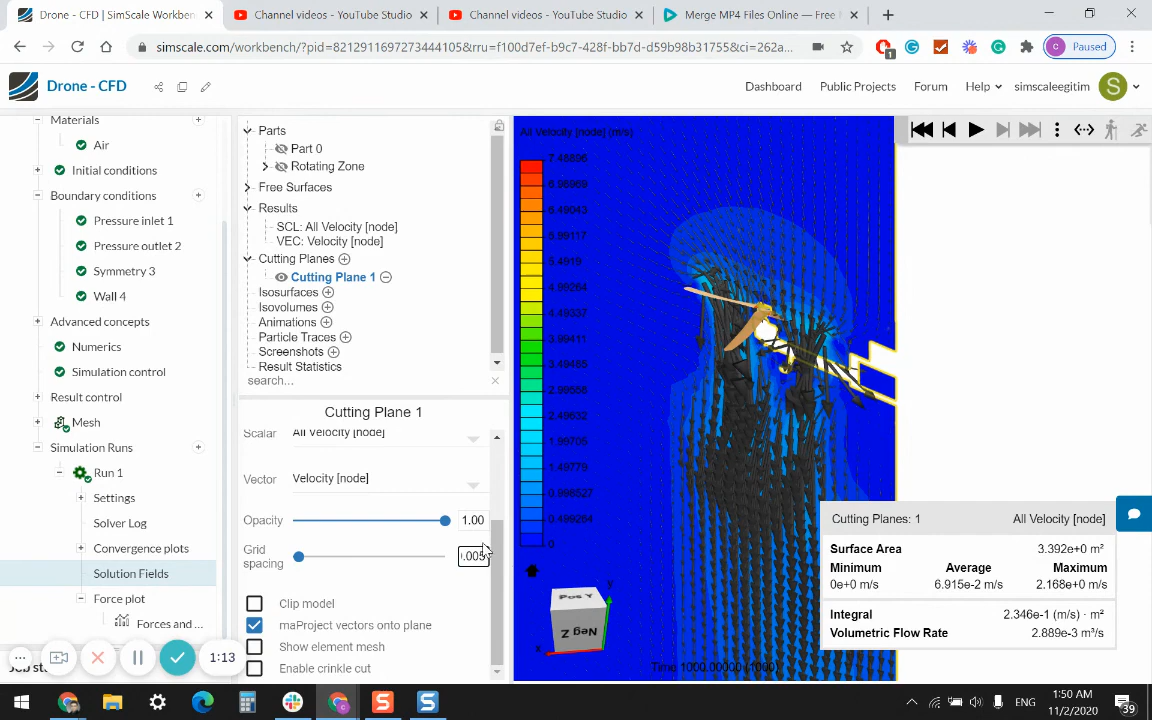 Drone - CFD | SimScale Workbenc
Channel videos - YouTube Studio
Channel videos - YouTube Studio
Merge MP4 Files Online — Free M
simscale.com/workbench/?pid=8212911697273444105&rru=f100d7ef-b9c7-428f-bb7d-d59b98b31755&ci=262a...
1
C Paused
Drone - CFD
Dashboard
Public Projects
Forum
Help
simscaleegitim
S
Materials
Air
Initial conditions
Boundary conditions
Pressure inlet 1
Pressure outlet 2
Symmetry 3
Wall 4
Advanced concepts
Numerics
Simulation control
Result control
Mesh
Simulation Runs
Run 1
Settings
Solver Log
Convergence plots
Solution Fields
Force plot
Forces and ...
Job st
1:13
Parts
Part 0
Rotating Zone
Free Surfaces
Results
SCL: All Velocity [node]
VEC: Velocity [node]
Cutting Planes
Cutting Plane 1
Isosurfaces
Isovolumes
Animations
Particle Traces
Screenshots
Result Statistics
search...
Cutting Plane 1
Scalar All Velocity [node]
Vector Velocity [node]
Opacity 1.00
Grid spacing
Clip model
maProject vectors onto plane
Show element mesh
Enable crinkle cut
All Velocity [node] (m/s)
7.48896
6.98969
6.49043
5.99117
5.4919
4.99264
4.49337
3.99411
3.49485
2.99558
2.49632
1.99705
1.49779
0.998527
0.499264
0
Pos Y
Neg Z
y
x
Time 1000.00000 (1000)
Cutting Planes: 1 All Velocity [node]
Surface Area 3.392e+0 m²
Minimum Average Maximum
0e+0 m/s 6.915e-2 m/s 2.168e+0 m/s
Integral 2.346e-1 (m/s) · m²
Volumetric Flow Rate 2.889e-3 m³/s
ENG
1:50 AM
11/2/2020
39